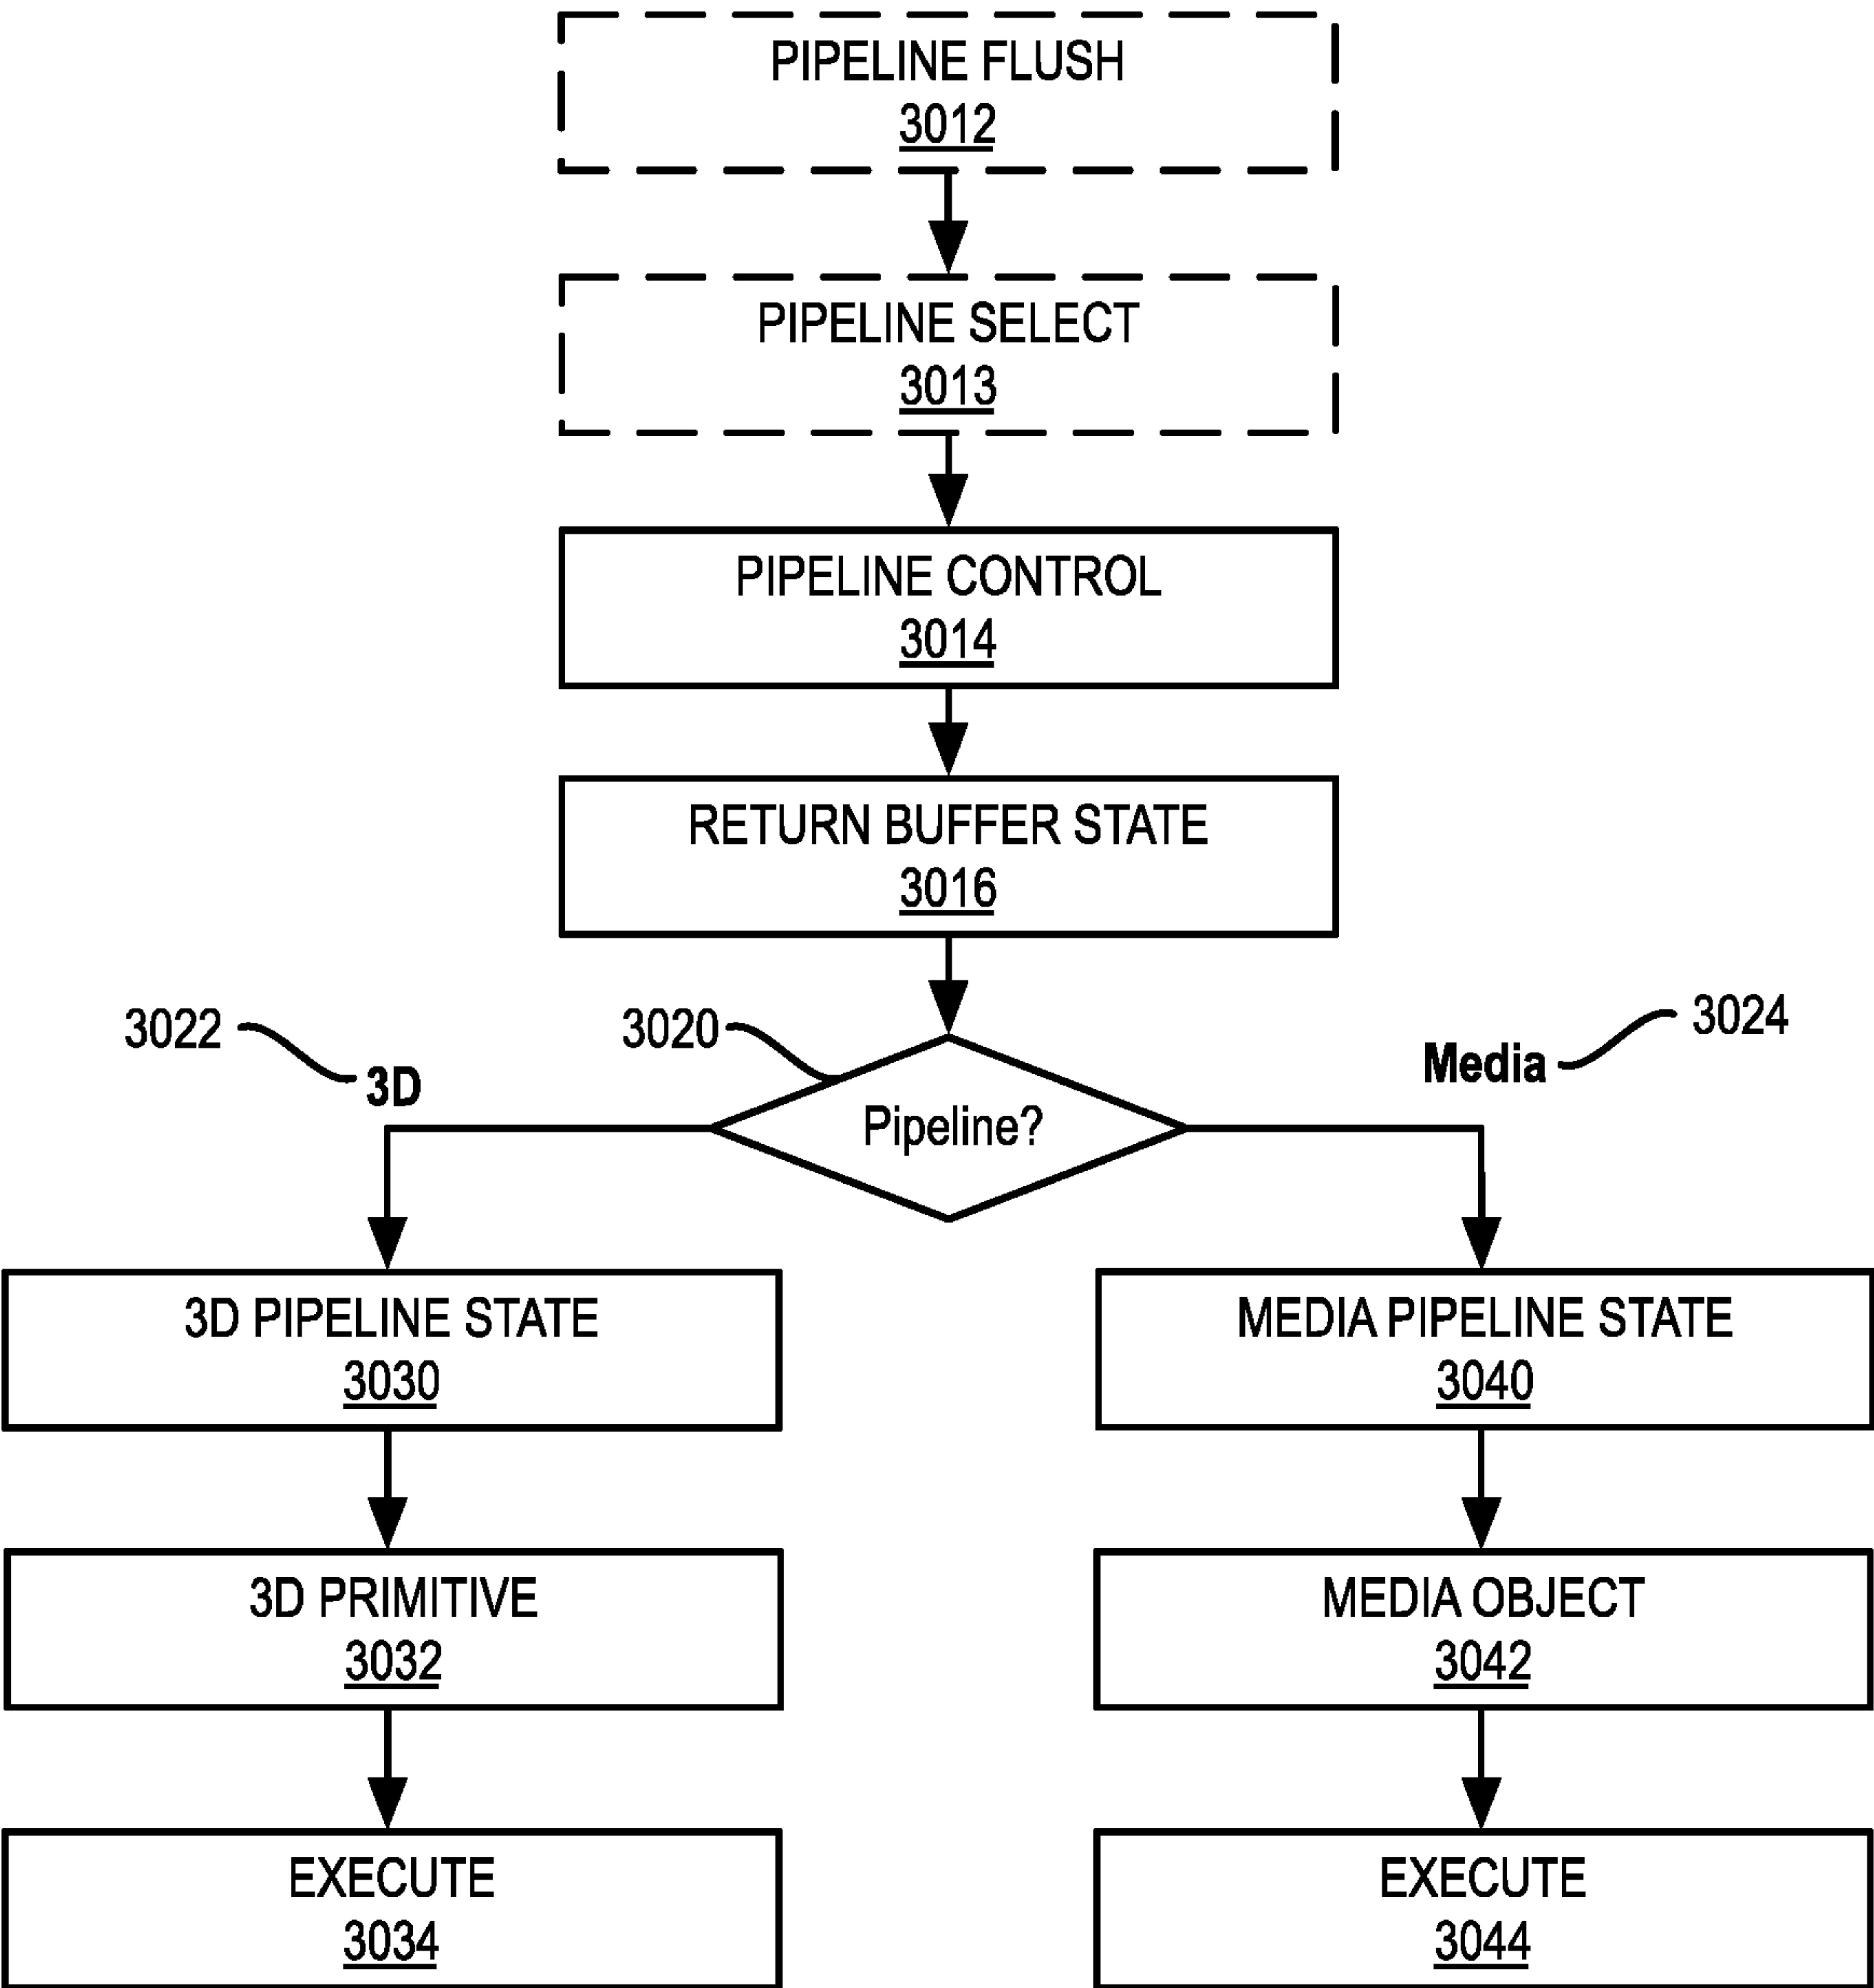 PIPELINE FLUSH
3012
PIPELINE SELECT
3013
PIPELINE CONTROL
3014
RETURN BUFFER STATE
3016
3022
3D
3020
Pipeline?
Media
3024
3D PIPELINE STATE
3030
3D PRIMITIVE
3032
EXECUTE
3034
MEDIA PIPELINE STATE
3040
MEDIA OBJECT
3042
EXECUTE
3044